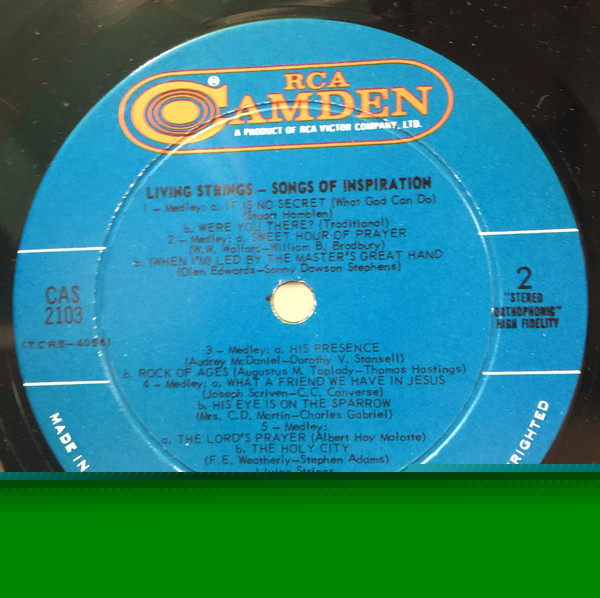 RCA
CAMDEN
®
A PRODUCT OF RCA VICTOR COMPANY, LTD.
LIVING STRINGS – SONGS OF INSPIRATION
1 – Medley: a. IT IS NO SECRET (What God Can Do)
(Stuart Hamblen)
b. WERE YOU THERE? (Traditional)
2 – Medley: a. SWEET HOUR OF PRAYER
(W.W. Walford–William B. Bradbury)
b. (WHEN I'M) LED BY THE MASTER'S GREAT HAND
(Glen Edwards–Sonny Dawson Stephens)
CAS
2103
2
"STEREO
ORTHOPHONIC"
HIGH FIDELITY
3 – Medley: a. HIS PRESENCE
(Audrey McDaniel–Dorothy V. Stansell)
b. ROCK OF AGES (Augustus M. Toplady–Thomas Hastings)
4 – Medley: a. WHAT A FRIEND WE HAVE IN JESUS
(Joseph Scriven–C.C. Converse)
b. HIS EYE IS ON THE SPARROW
(Mrs. C.D. Martin–Charles Gabriel)
5 – Medley:
a. THE LORD'S PRAYER (Albert Hay Malotte)
b. THE HOLY CITY
(F.E. Weatherly–Stephen Adams)
MADE IN